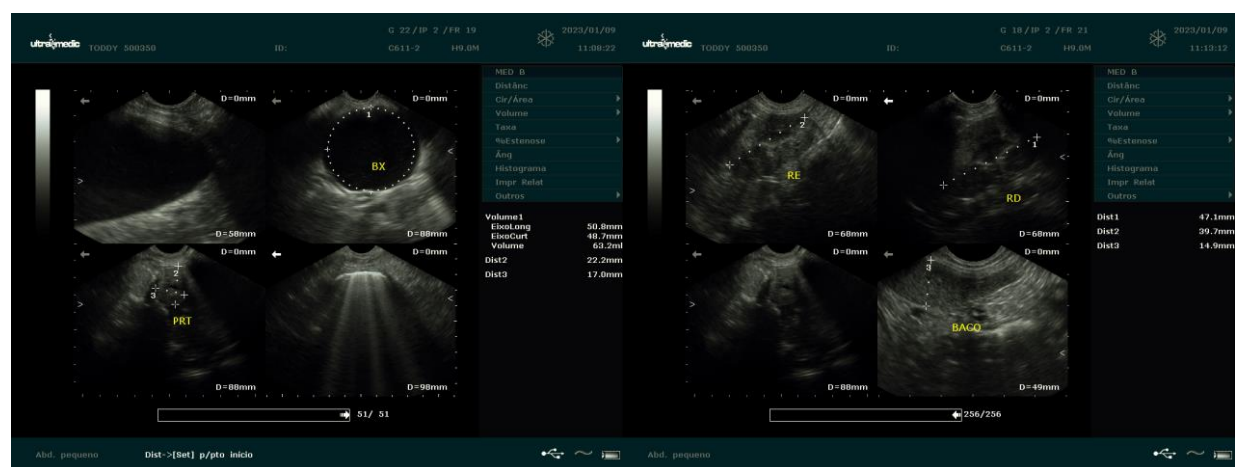 ultramedic TODDY 500350 ID: G 22/IP 2 /FR 19 C611-2 H9.0M 2023/01/09 11:08:22
MED B
Distânc
Cir/Área
Volume
Taxa
%Estenose
Âng
Histograma
Impr Relat
Outros
Volume1
EixoLong 50.8mm
EixoCurt 48.7mm
Volume 63.2ml
Dist2 22.2mm
Dist3 17.0mm
D=0mm
D=0mm
1
BX
D=58mm
D=88mm
D=0mm
D=0mm
2
3
PRT
D=88mm
D=98mm
51/ 51
Abd. pequeno Dist->[Set] p/pto inicio
ultramedic TODDY 500350 ID: G 18/IP 2 /FR 21 C611-2 H9.0M 2023/01/09 11:13:12
MED B
Distânc
Cir/Área
Volume
Taxa
%Estenose
Âng
Histograma
Impr Relat
Outros
Dist1 47.1mm
Dist2 39.7mm
Dist3 14.9mm
D=0mm
D=0mm
2
1
RE
RD
D=68mm
D=68mm
D=0mm
D=0mm
3
BACO
D=88mm
D=49mm
256/256
Abd. pequeno